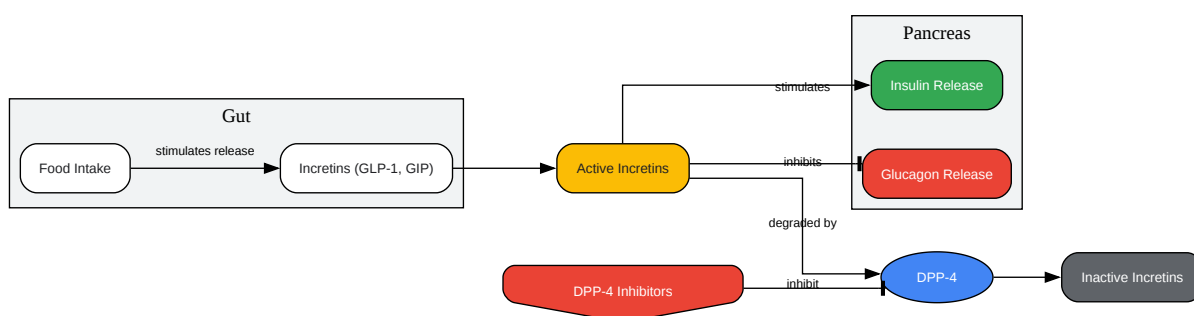 Pancreas
Insulin Release
stimulates
Gut
Food Intake
stimulates release
Incretins (GLP-1, GIP)
Active Incretins
inhibits
Glucagon Release
degraded by
DPP-4 Inhibitors
inhibit
DPP-4
Inactive Incretins